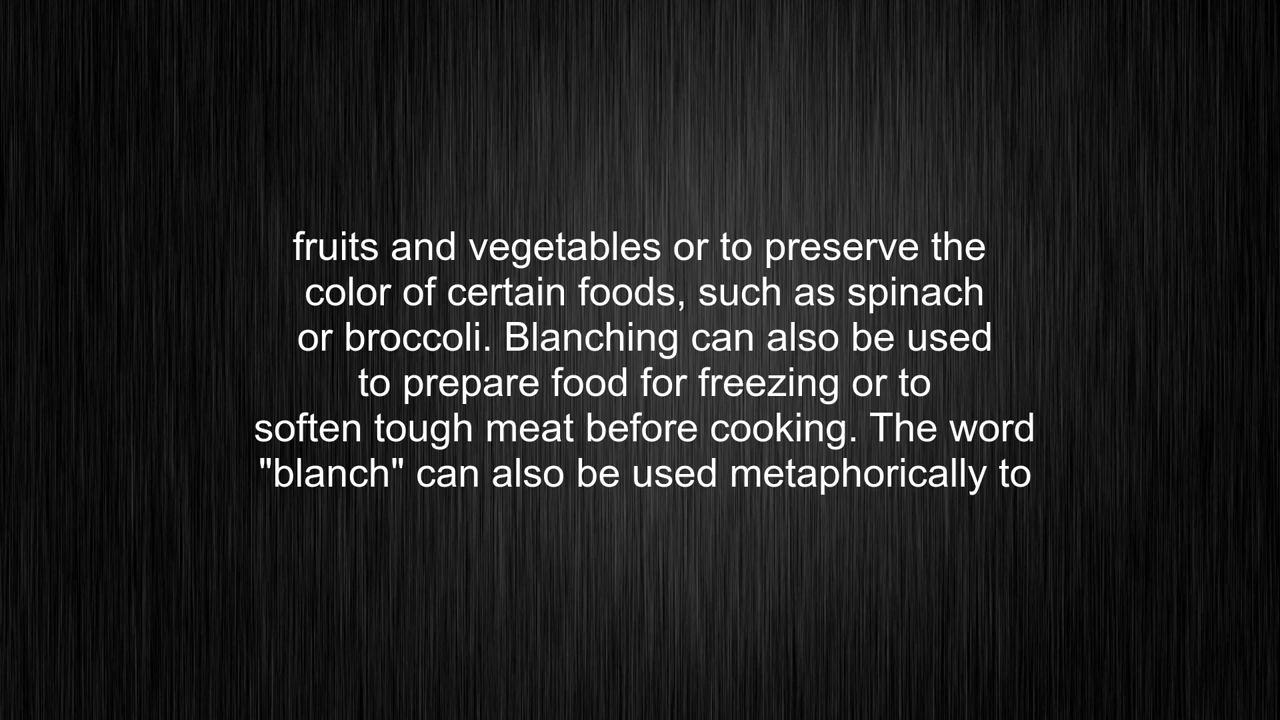 fruits and vegetables or to preserve the
color of certain foods, such as spinach
or broccoli. Blanching can also be used
to prepare food for freezing or to
soften tough meat before cooking. The word
"blanch" can also be used metaphorically to